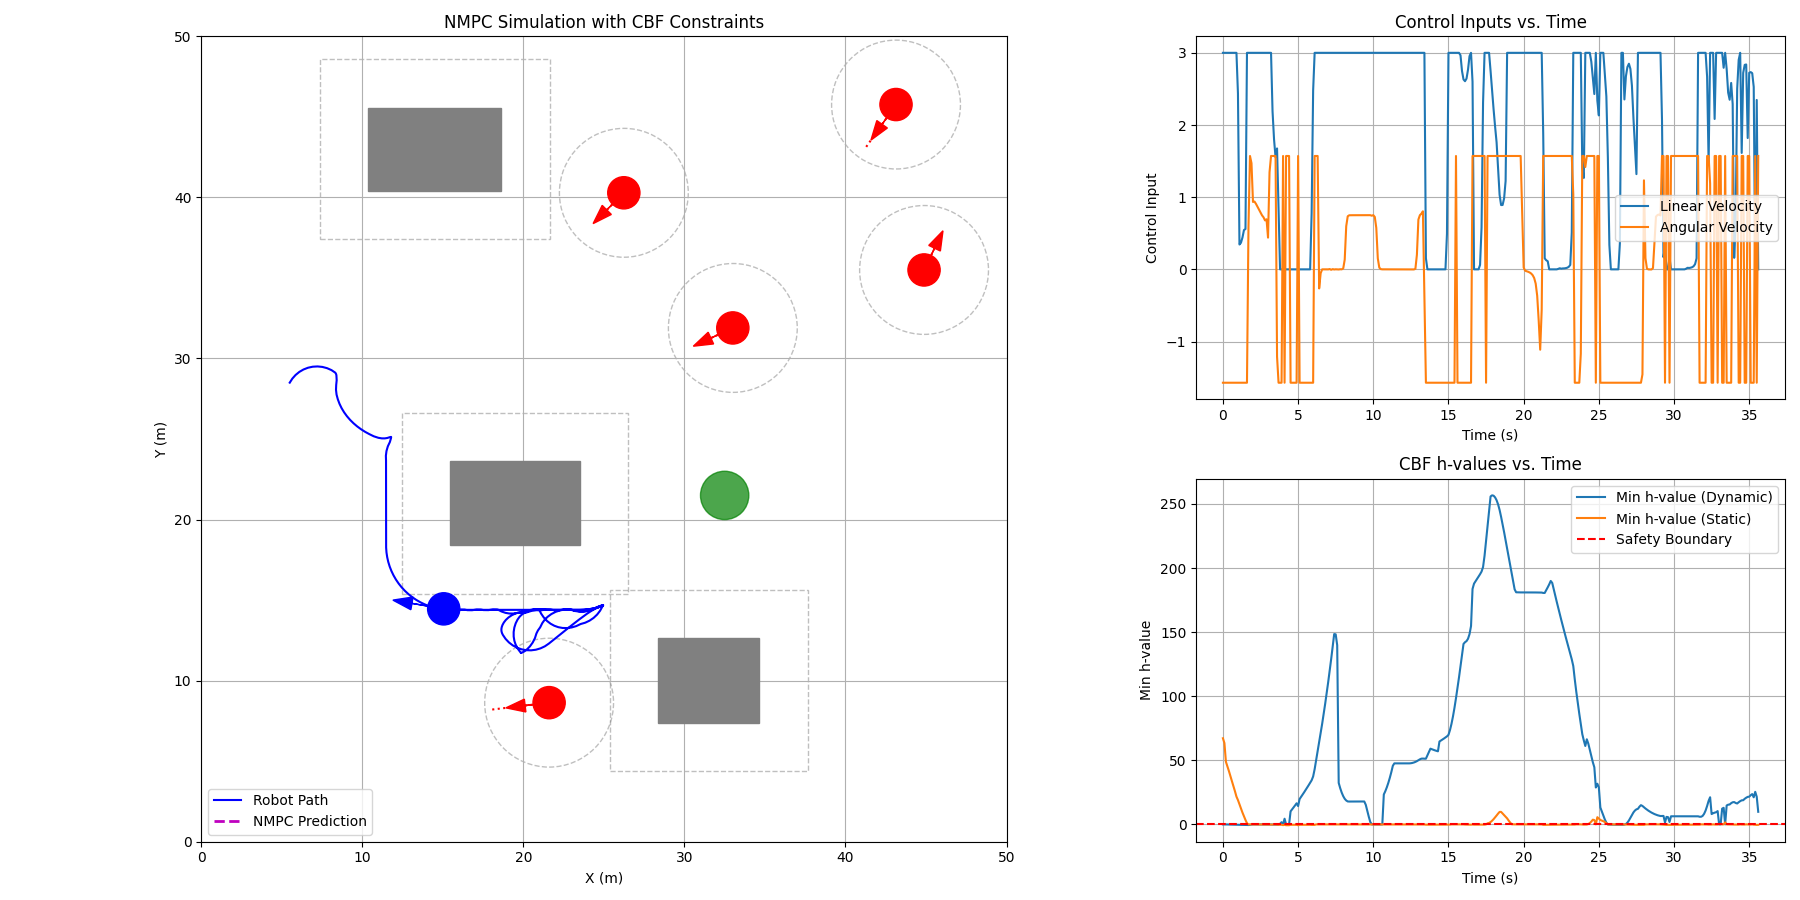 NMPC Simulation with CBF Constraints
50
40
30
20
10
0
Y (m)
0 10 20 30 40 50
X (m)
Robot Path
NMPC Prediction
Control Inputs vs. Time
3
2
1
0
−1
Control Input
0 5 10 15 20 25 30 35
Time (s)
Linear Velocity
Angular Velocity
CBF h-values vs. Time
250
200
150
100
50
0
Min h-value
0 5 10 15 20 25 30 35
Time (s)
Min h-value (Dynamic)
Min h-value (Static)
Safety Boundary